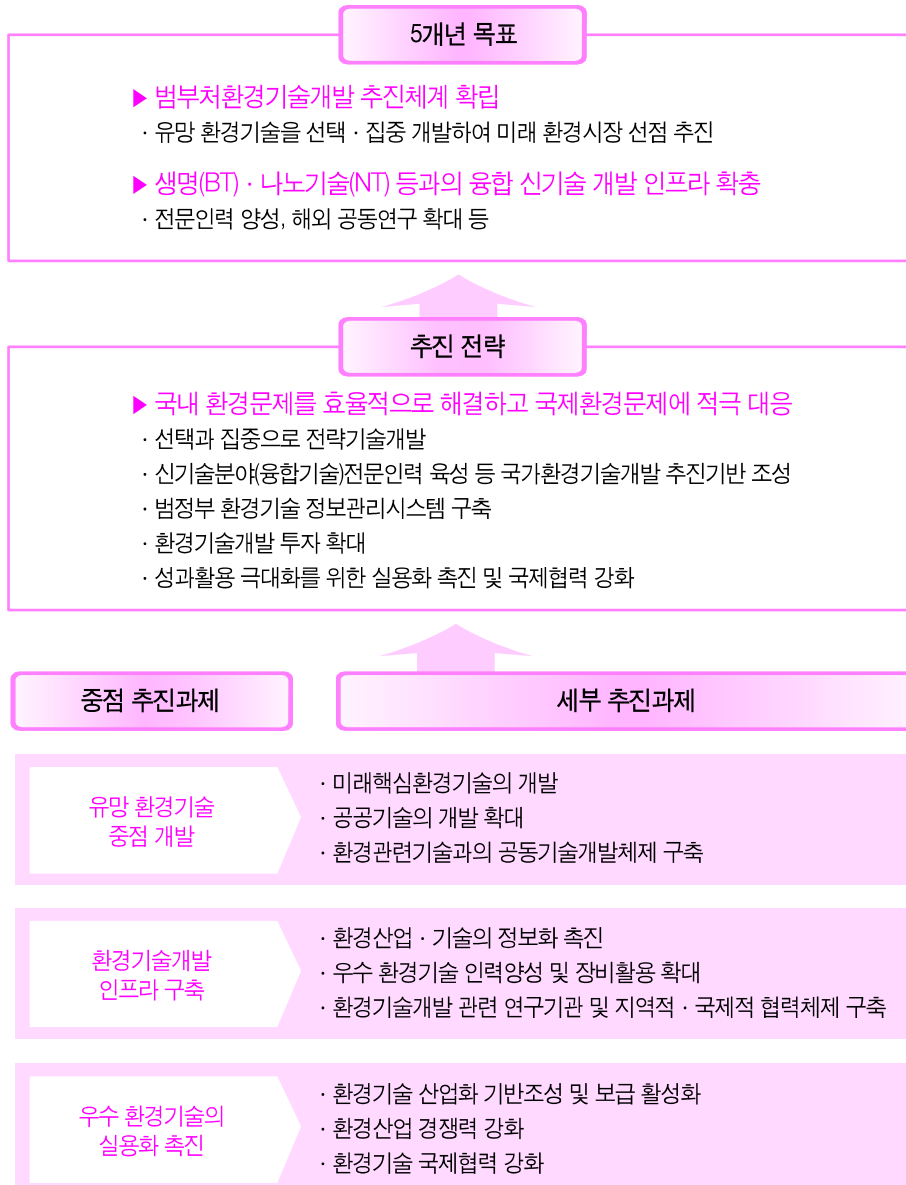 5개년 목표
▶ 범부처환경기술개발 추진체계 확립
· 유망 환경기술을 선택 · 집중 개발하여 미래 환경시장 선점 추진
▶ 생명(BT) · 나노기술(NT) 등과의 융합 신기술 개발 인프라 확충
· 전문인력 양성, 해외 공동연구 확대 등
추진 전략
▶ 국내 환경문제를 효율적으로 해결하고 국제환경문제에 적극 대응
· 선택과 집중으로 전략기술개발
· 신기술분야(융합기술)전문인력 육성 등 국가환경기술개발 추진기반 조성
· 범정부 환경기술 정보관리시스템 구축
· 환경기술개발 투자 확대
· 성과활용 극대화를 위한 실용화 촉진 및 국제협력 강화
중점 추진과제
세부 추진과제
유망 환경기술
중점 개발
· 미래핵심환경기술의 개발
· 공공기술의 개발 확대
· 환경관련기술과의 공동기술개발체제 구축
환경기술개발
인프라 구축
· 환경산업 · 기술의 정보화 촉진
· 우수 환경기술 인력양성 및 장비활용 확대
· 환경기술개발 관련 연구기관 및 지역적 · 국제적 협력체제 구축
우수 환경기술의
실용화 촉진
· 환경기술 산업화 기반조성 및 보급 활성화
· 환경산업 경쟁력 강화
· 환경기술 국제협력 강화